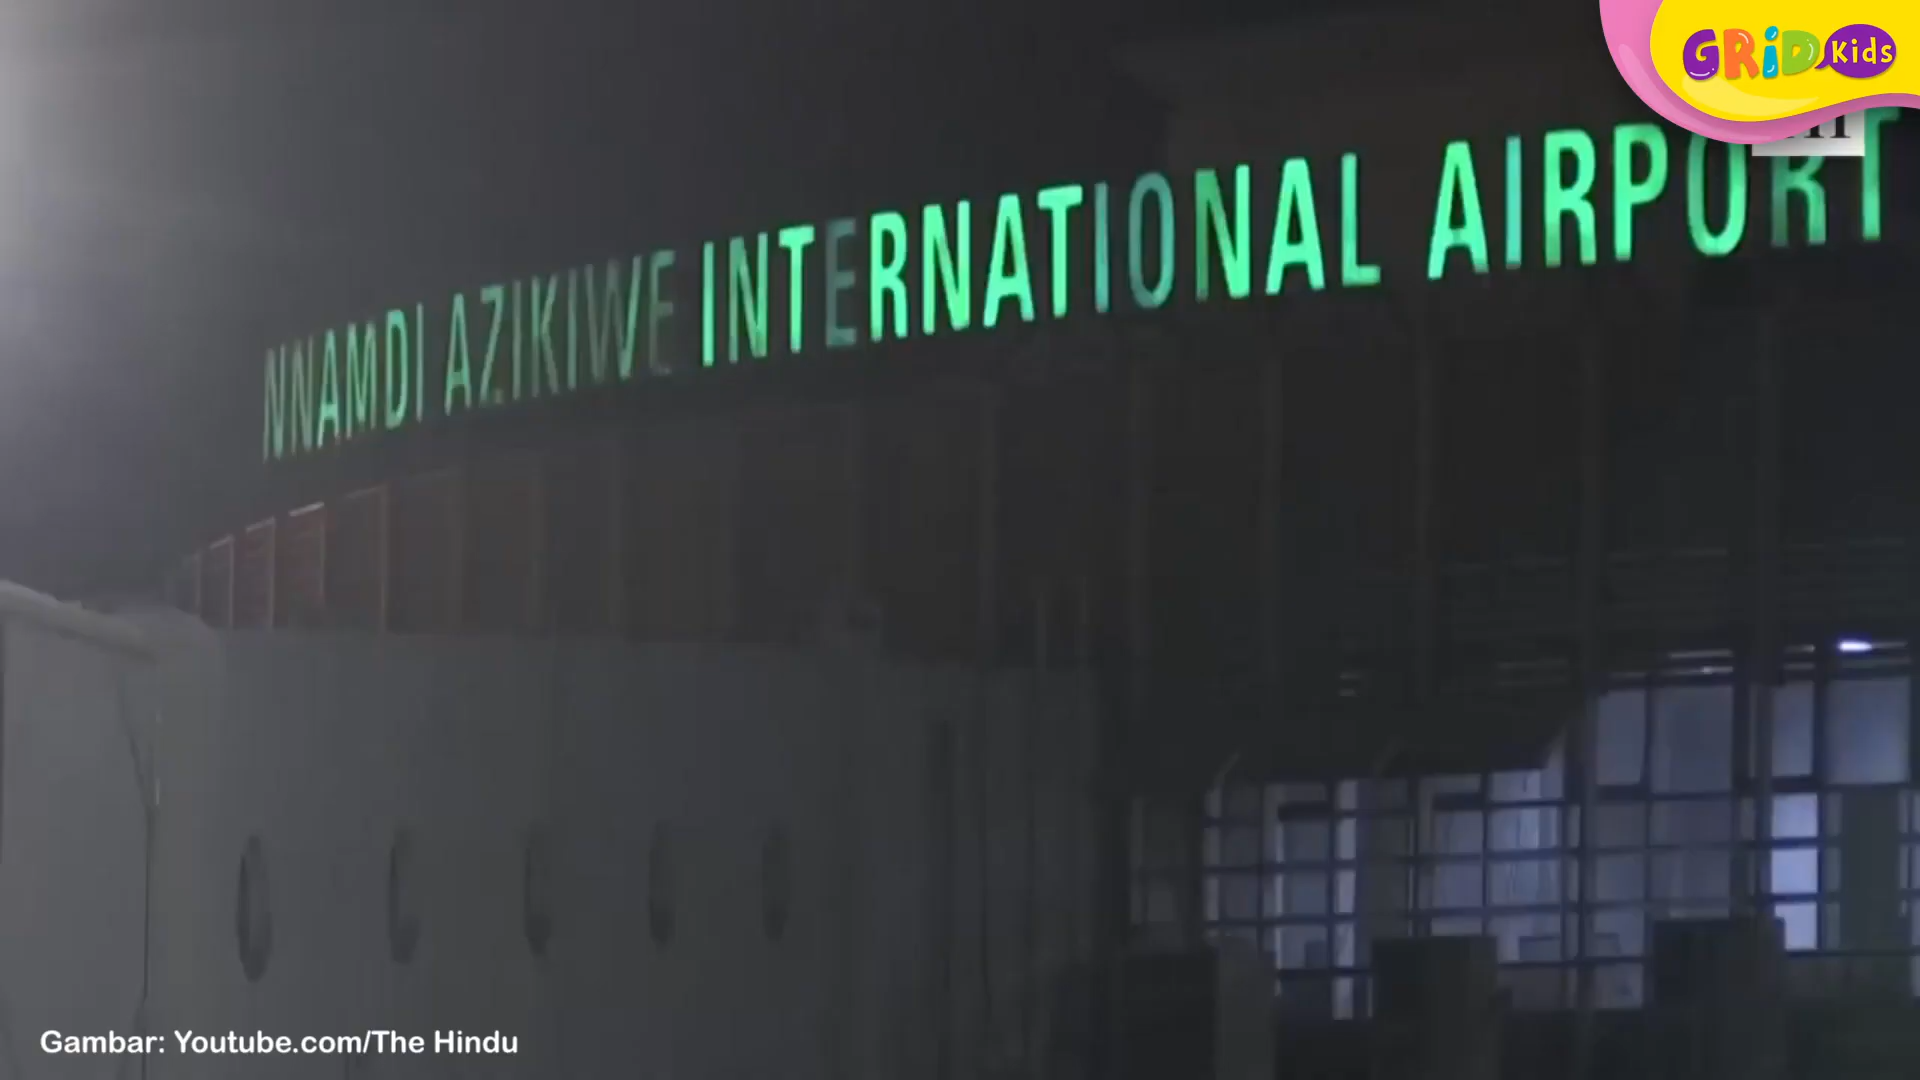 GRiD Kids
NNAMDI AZIKIWE INTERNATIONAL AIRPORT
Gambar: Youtube.com/The Hindu